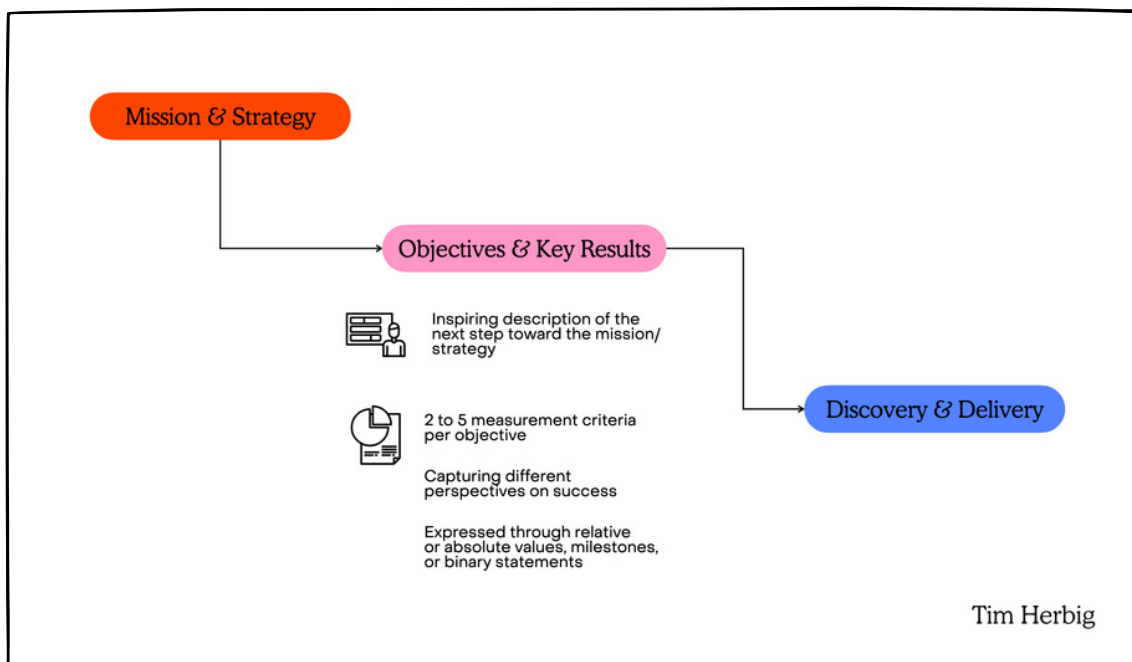 Mission & Strategy
Objectives & Key Results
Inspiring description of the
next step toward the mission/
strategy
2 to 5 measurement criteria
per objective
Capturing different
perspectives on success
Expressed through relative
or absolute values, milestones,
or binary statements
Discovery & Delivery
Tim Herbig